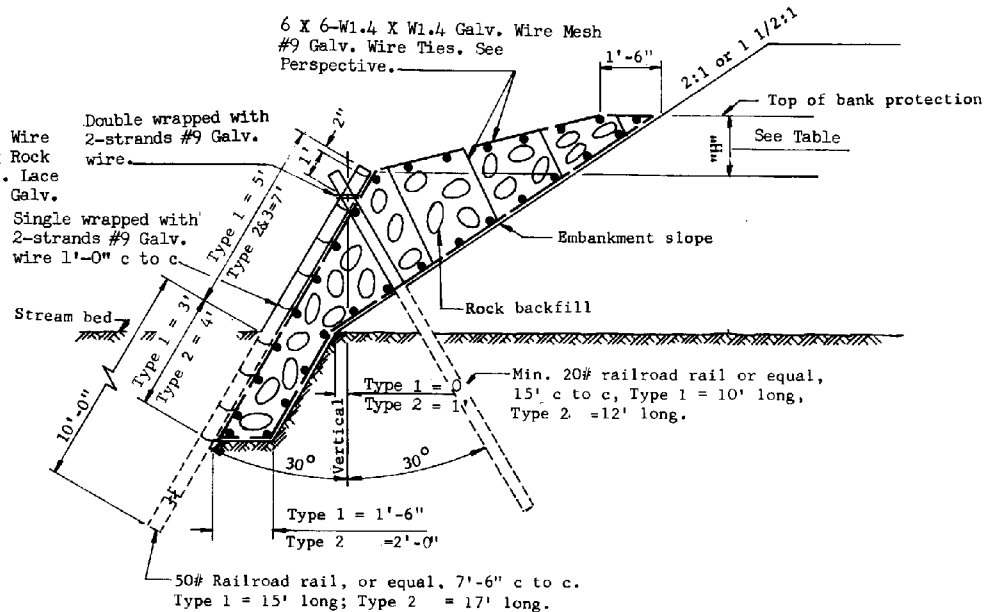 6 X 6-W1.4 X W1.4 Galv. Wire Mesh
#9 Galv. Wire Ties. See
Perspective.
1'-6"
2:1 or 1 1/2:1
Top of bank protection
"H"
See Table
Double wrapped with
2-strands #9 Galv.
wire.
Wire
Rock
. Lace
Galv.
2"
1'
Type 1 = 5'
Type 2&3=7'
Single wrapped with
2-strands #9 Galv.
wire 1'-0" c to c.
Embankment slope
Rock backfill
Stream bed
Type 1 = 3'
Type 2 = 4'
10'-0"
Type 1 = 0
Type 2 = 1'
Min. 20# railroad rail or equal,
15' c to c, Type 1 = 10' long,
Type 2 =12' long.
Vertical
30°
30°
Type 1 = 1'-6"
Type 2 =2'-0"
50# Railroad rail, or equal, 7'-6" c to c.
Type 1 = 15' long; Type 2 = 17' long.